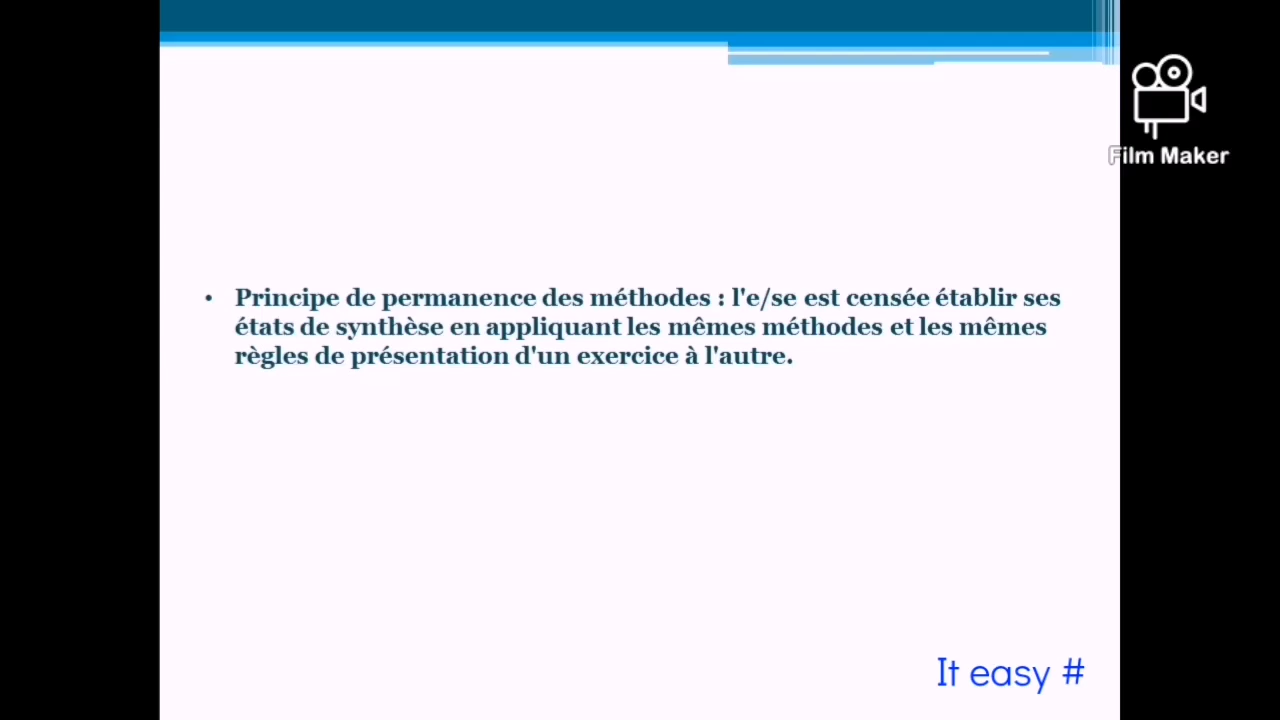 Film Maker
• Principe de permanence des méthodes : l'e/se est censée établir ses
états de synthèse en appliquant les mêmes méthodes et les mêmes
règles de présentation d'un exercice à l'autre.
It easy #